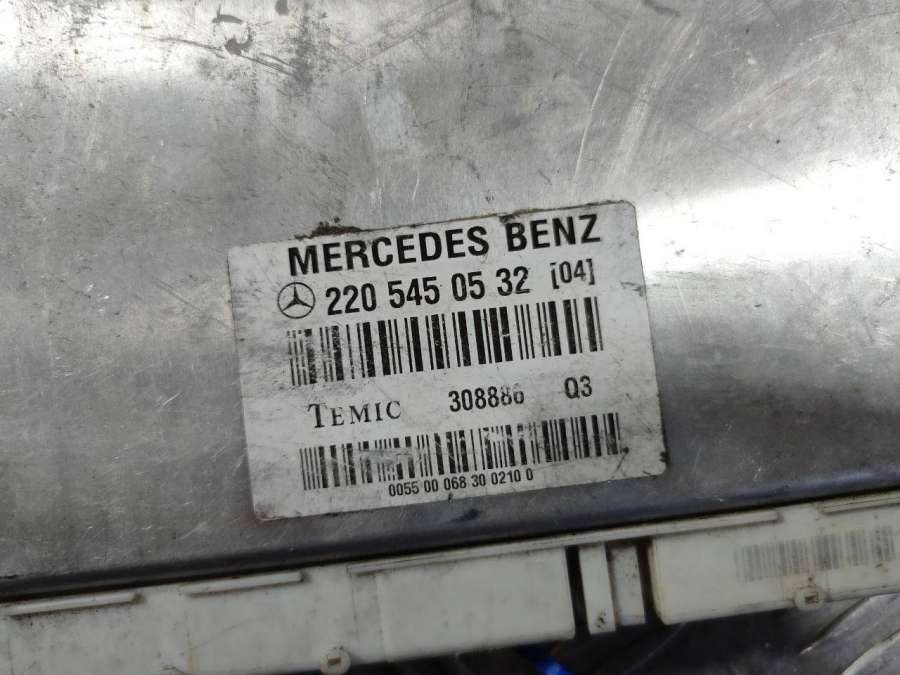 MERCEDES BENZ
220 545 05 32 [04]
TEMIC 308886 Q3
0055 00 068 30 0210 0